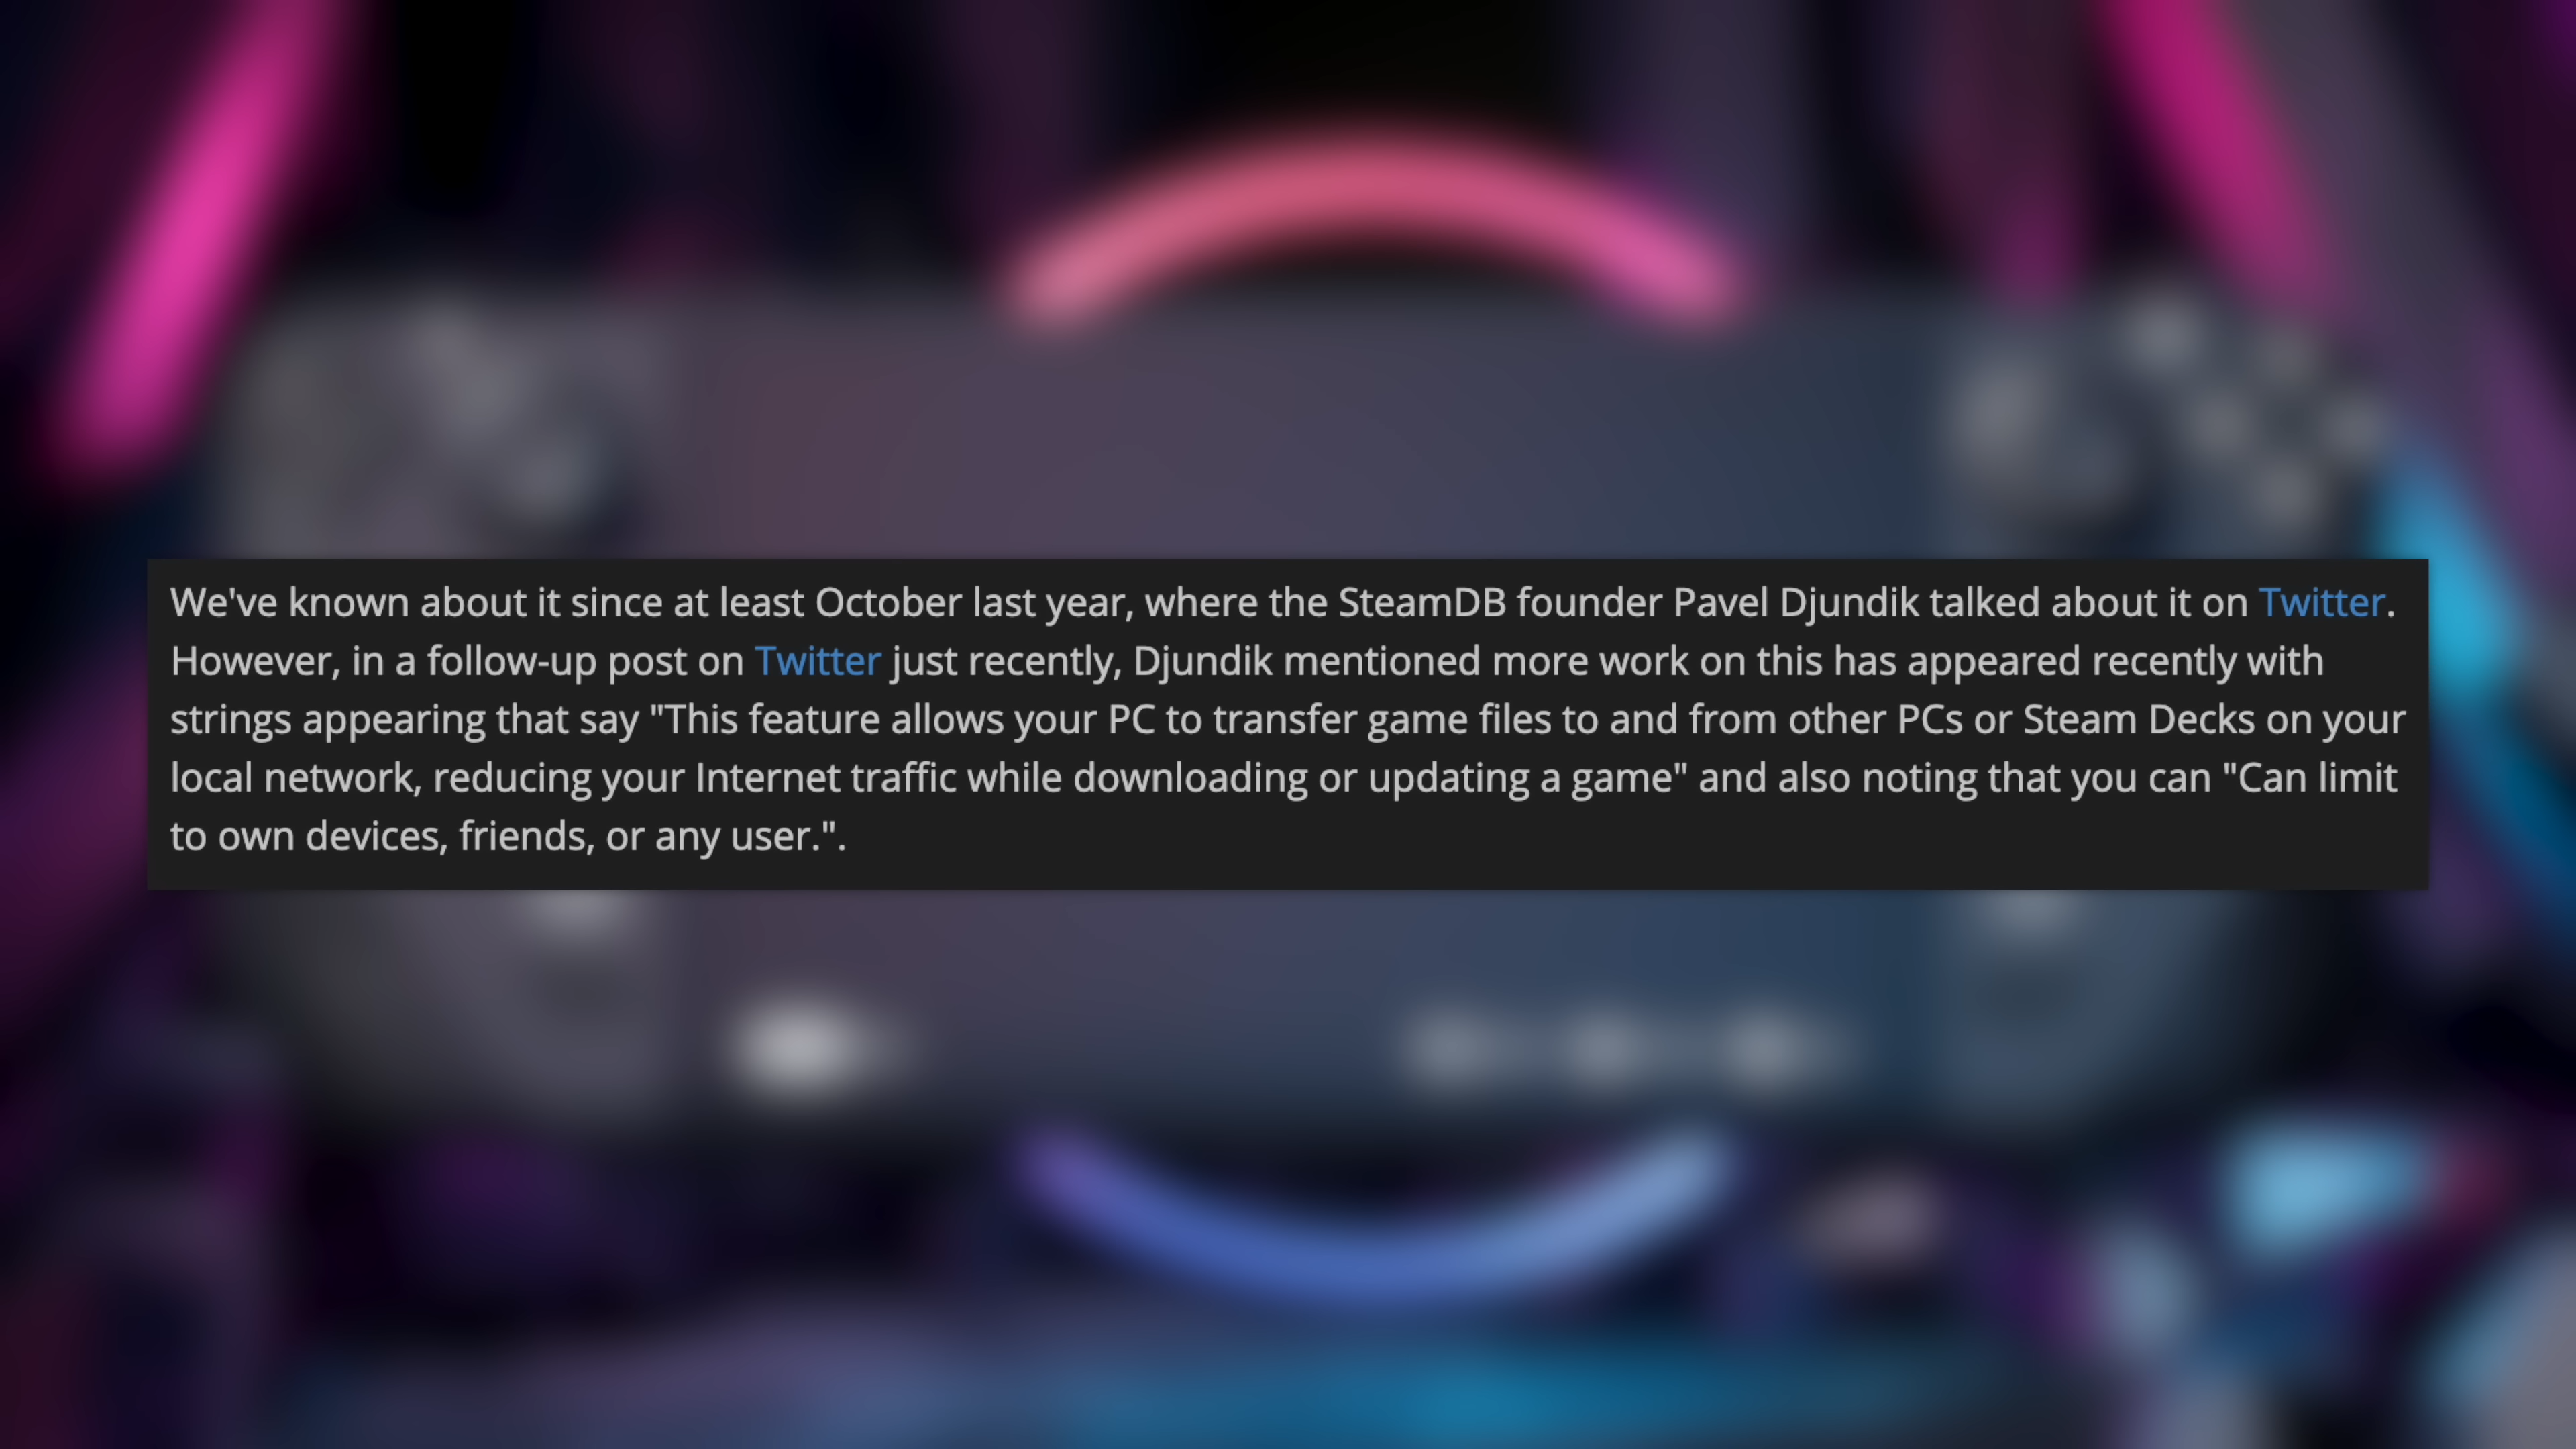 We've known about it since at least October last year, where the SteamDB founder Pavel Djundik talked about it on Twitter.
However, in a follow-up post on Twitter just recently, Djundik mentioned more work on this has appeared recently with
strings appearing that say "This feature allows your PC to transfer game files to and from other PCs or Steam Decks on your
local network, reducing your Internet traffic while downloading or updating a game" and also noting that you can "Can limit
to own devices, friends, or any user.".